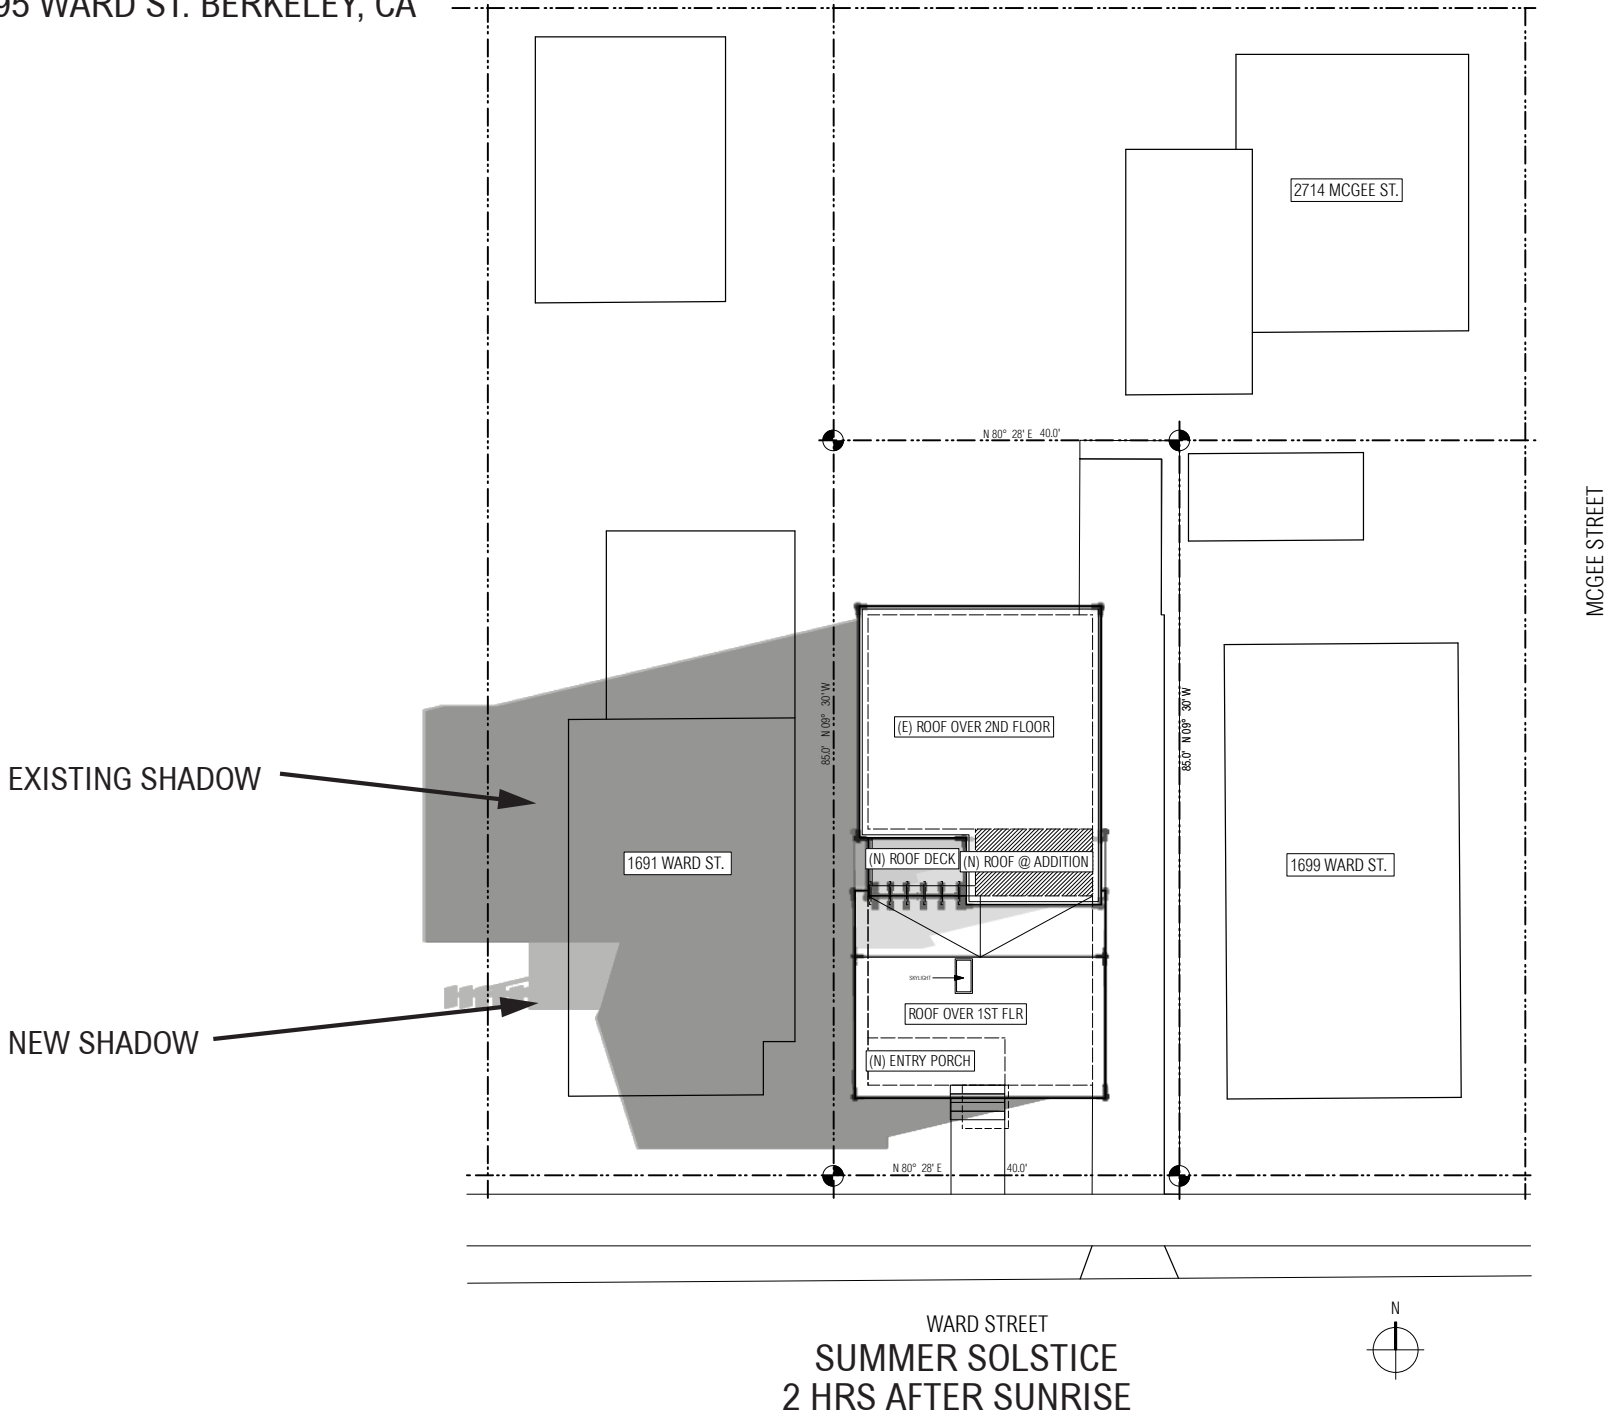 95 WARD ST. BERKELEY, CA
2714 MCGEE ST.
N 80° 28' E 40.0'
MCGEE STREET
85.0' N 09° 30' W
85.0' N 09° 30' W
(E) ROOF OVER 2ND FLOOR
EXISTING SHADOW
1691 WARD ST.
(N) ROOF DECK
(N) ROOF @ ADDITION
1699 WARD ST.
SKYLIGHT
ROOF OVER 1ST FLR
NEW SHADOW
(N) ENTRY PORCH
N 80° 28' E 40.0'
N
WARD STREET
SUMMER SOLSTICE
2 HRS AFTER SUNRISE